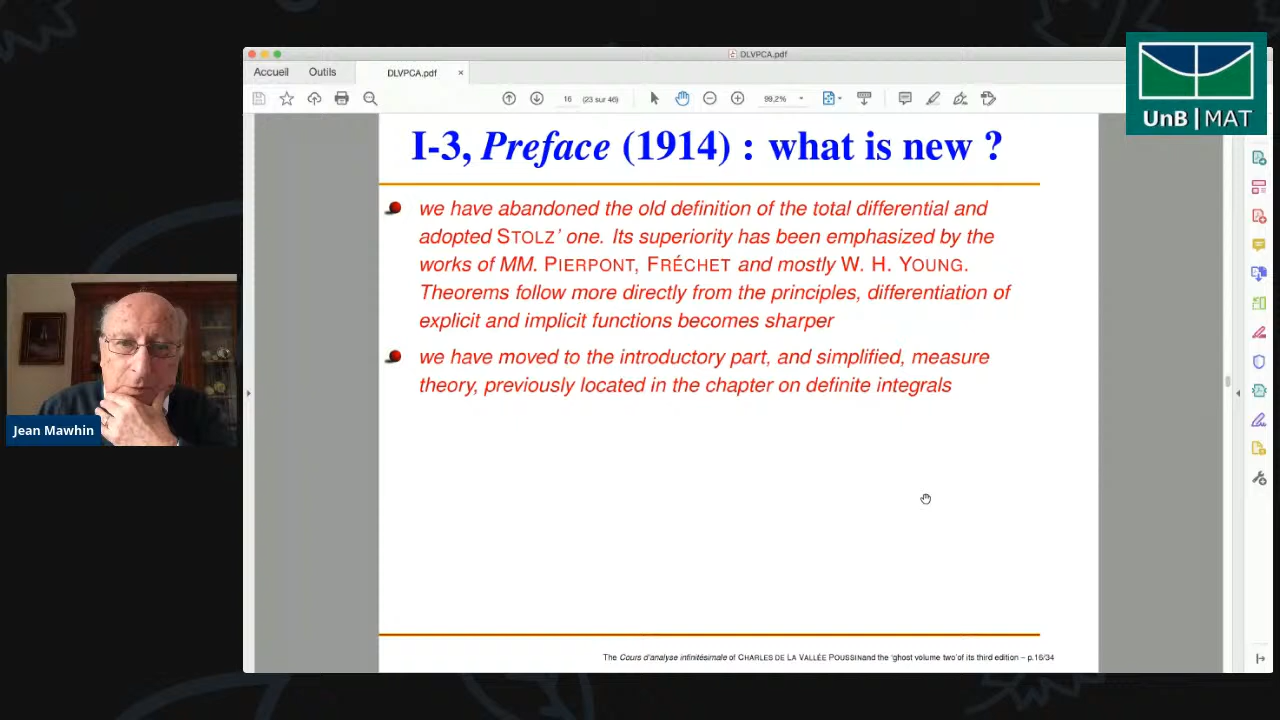 DLVPCA.pdf
Accueil Outils DLVPCA.pdf ×
16 (23 sur 46) 99,2%
UnB | MAT
I-3, Preface (1914) : what is new ?
we have abandoned the old definition of the total differential and
adopted STOLZ’ one. Its superiority has been emphasized by the
works of MM. PIERPONT, FRÉCHET and mostly W. H. YOUNG.
Theorems follow more directly from the principles, differentiation of
explicit and implicit functions becomes sharper
we have moved to the introductory part, and simplified, measure
theory, previously located in the chapter on definite integrals
Jean Mawhin
The Cours d'analyse infinitésimale of CHARLES DE LA VALLÉE POUSSINand the 'ghost volume two'of its third edition – p.16/34